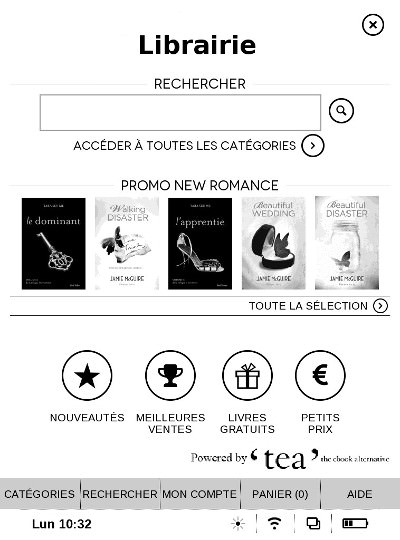 Librairie
RECHERCHER
ACCÉDER À TOUTES LES CATÉGORIES
PROMO NEW ROMANCE
le dominant
Walking
DISASTER
JAMIE McGUIRE
l'apprentie
Beautiful
WEDDING
JAMIE McGUIRE
Beautiful
DISASTER
JAMIE McGUIRE
TOUTE LA SÉLECTION
NOUVEAUTÉS
MEILLEURES
VENTES
LIVRES
GRATUITS
PETITS
PRIX
Powered by ‘tea’ the ebook alternative
CATÉGORIES RECHERCHER MON COMPTE PANIER (0) AIDE
Lun 10:32